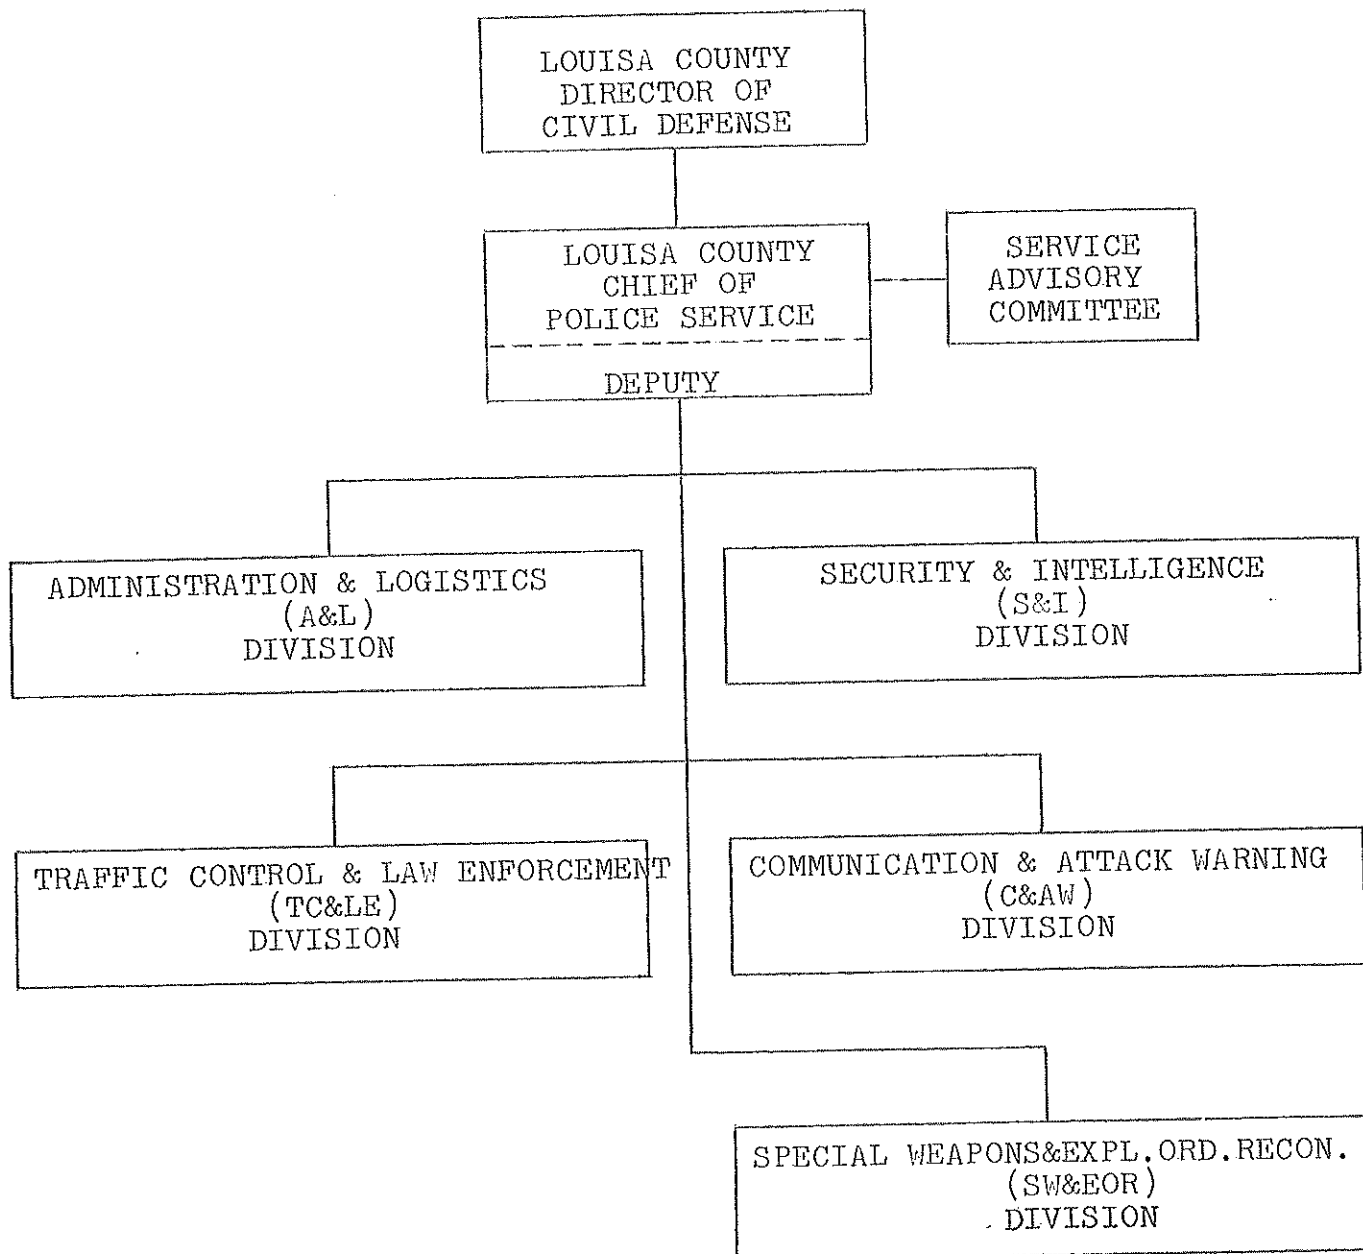 LOUISA COUNTY
DIRECTOR OF
CIVIL DEFENSE
LOUISA COUNTY
CHIEF OF
POLICE SERVICE
DEPUTY
SERVICE
ADVISORY
COMMITTEE
ADMINISTRATION & LOGISTICS
(A&L)
DIVISION
SECURITY & INTELLIGENCE
(S&I)
DIVISION
TRAFFIC CONTROL & LAW ENFORCEMENT
(TC&LE)
DIVISION
COMMUNICATION & ATTACK WARNING
(C&AW)
DIVISION
SPECIAL WEAPONS&EXPL.ORD.RECON.
(SW&EOR)
DIVISION